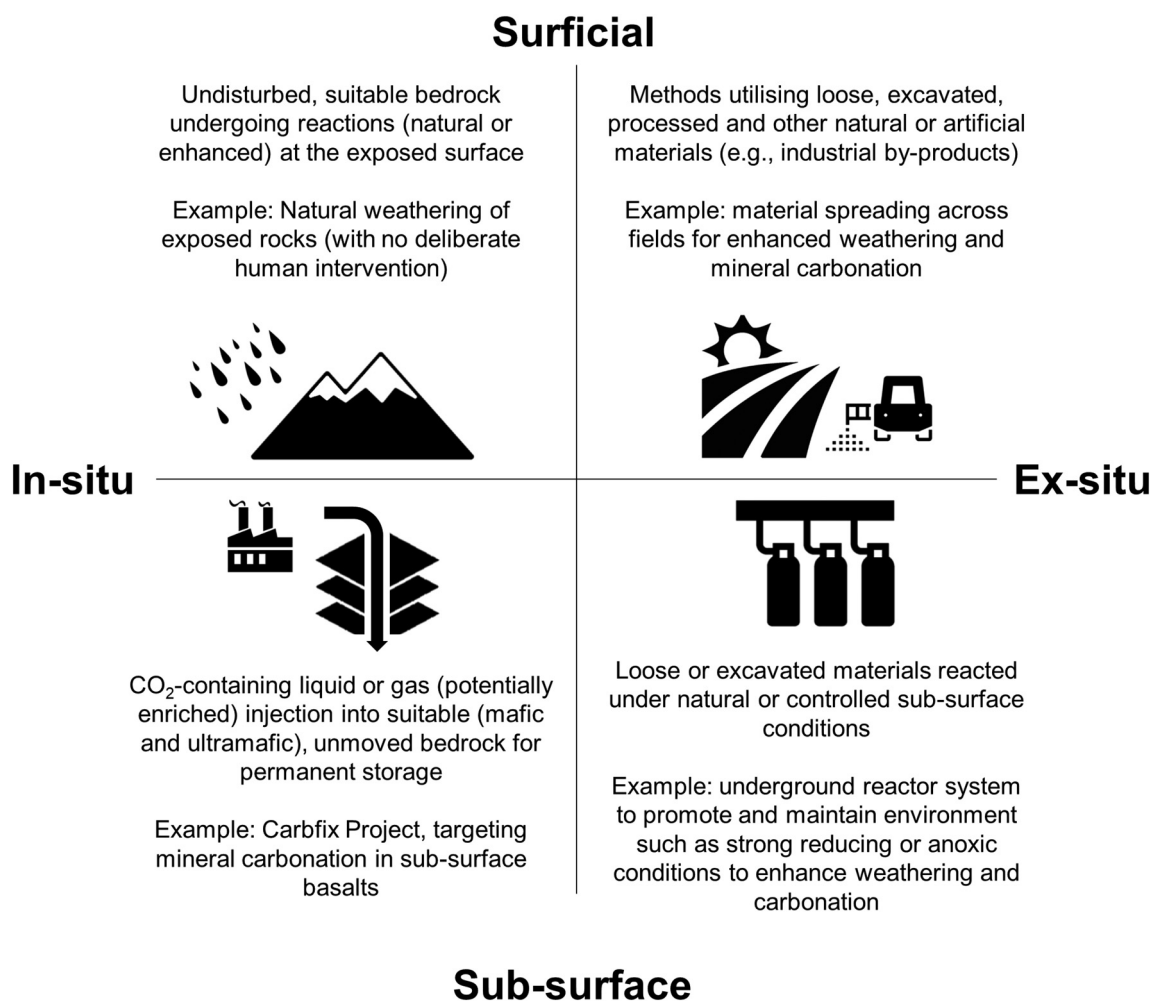 Surficial
Undisturbed, suitable bedrock
undergoing reactions (natural or
enhanced) at the exposed surface
Example: Natural weathering of
exposed rocks (with no deliberate
human intervention)
Methods utilising loose, excavated,
processed and other natural or artificial
materials (e.g., industrial by-products)
Example: material spreading across
fields for enhanced weathering and
mineral carbonation
In-situ
Ex-situ
CO₂-containing liquid or gas (potentially
enriched) injection into suitable (mafic
and ultramafic), unmoved bedrock for
permanent storage
Example: Carbfix Project, targeting
mineral carbonation in sub-surface
basalts
Loose or excavated materials reacted
under natural or controlled sub-surface
conditions
Example: underground reactor system
to promote and maintain environment
such as strong reducing or anoxic
conditions to enhance weathering and
carbonation
Sub-surface